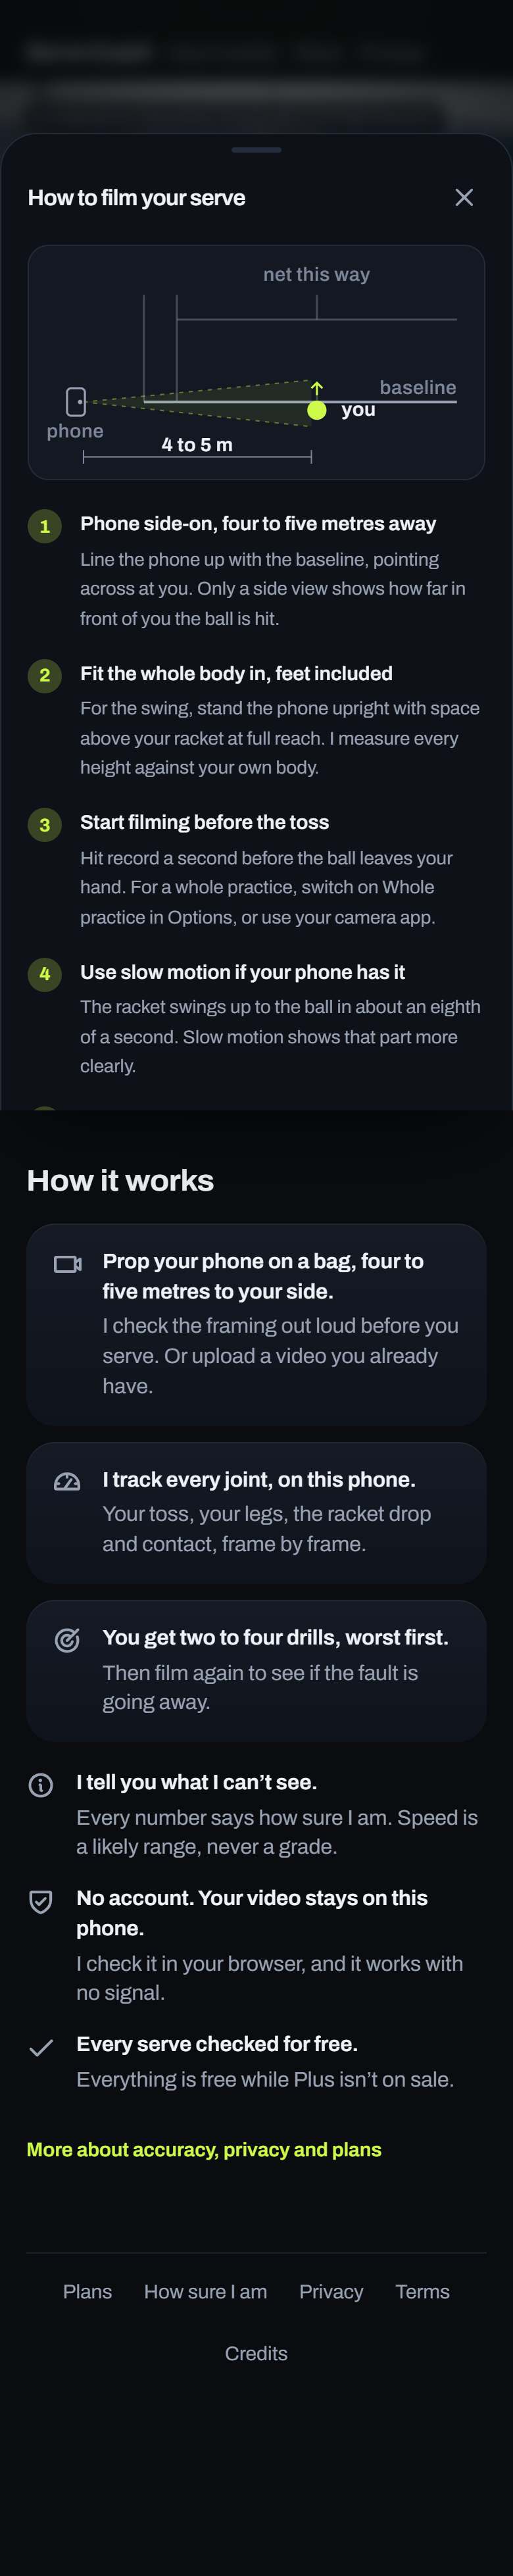 How to film your serve
net this way
baseline
you
phone
4 to 5 m
1
Phone side-on, four to five metres away
Line the phone up with the baseline, pointing
across at you. Only a side view shows how far in
front of you the ball is hit.
2
Fit the whole body in, feet included
For the swing, stand the phone upright with space
above your racket at full reach. I measure every
height against your own body.
3
Start filming before the toss
Hit record a second before the ball leaves your
hand. For a whole practice, switch on Whole
practice in Options, or use your camera app.
4
Use slow motion if your phone has it
The racket swings up to the ball in about an eighth
of a second. Slow motion shows that part more
clearly.
How it works
Prop your phone on a bag, four to
five metres to your side.
I check the framing out loud before you
serve. Or upload a video you already
have.
I track every joint, on this phone.
Your toss, your legs, the racket drop
and contact, frame by frame.
You get two to four drills, worst first.
Then film again to see if the fault is
going away.
I tell you what I can’t see.
Every number says how sure I am. Speed is
a likely range, never a grade.
No account. Your video stays on this
phone.
I check it in your browser, and it works with
no signal.
Every serve checked for free.
Everything is free while Plus isn’t on sale.
More about accuracy, privacy and plans
Plans How sure I am Privacy Terms
Credits